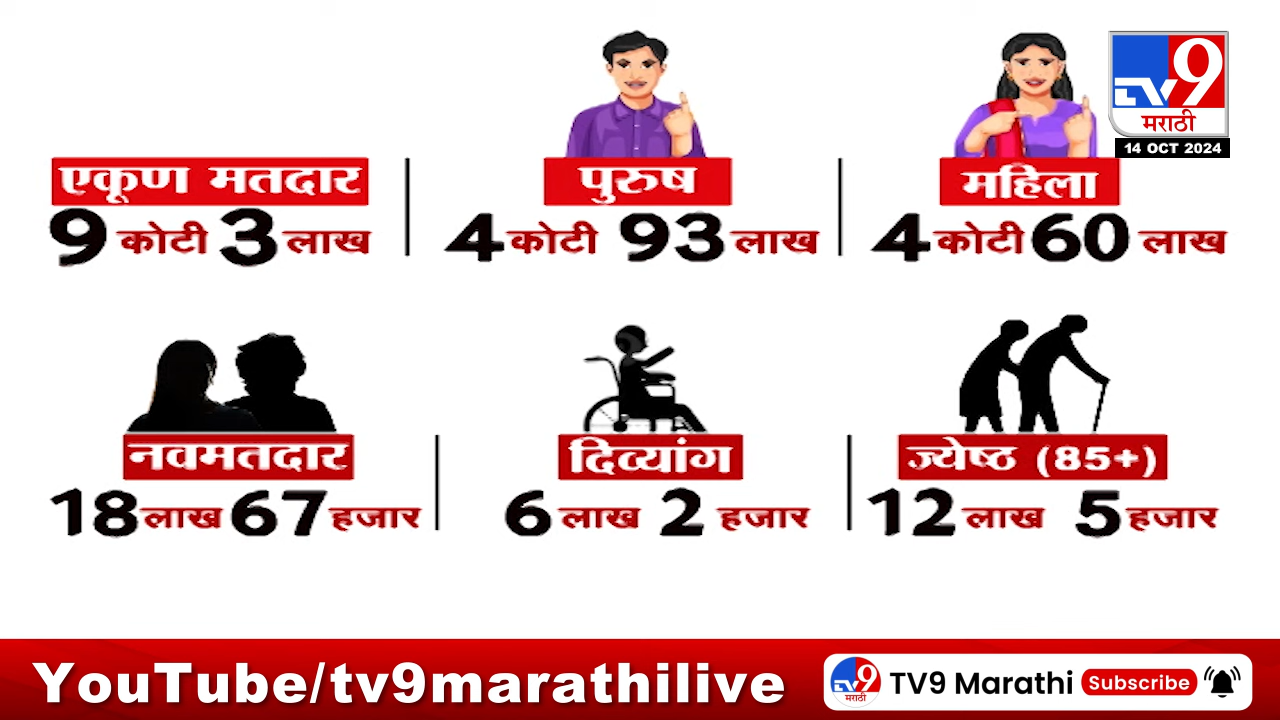 TV9
मराठी
14 OCT 2024
एकूण मतदार
9 कोटी 3 लाख
पुरुष
4 कोटी 93 लाख
महिला
4 कोटी 60 लाख
नवमतदार
18 लाख 67 हजार
दिव्यांग
6 लाख 2 हजार
ज्येष्ठ (85+)
12 लाख 5 हजार
YouTube/tv9marathilive
TV9
मराठी
TV9 Marathi
Subscribe